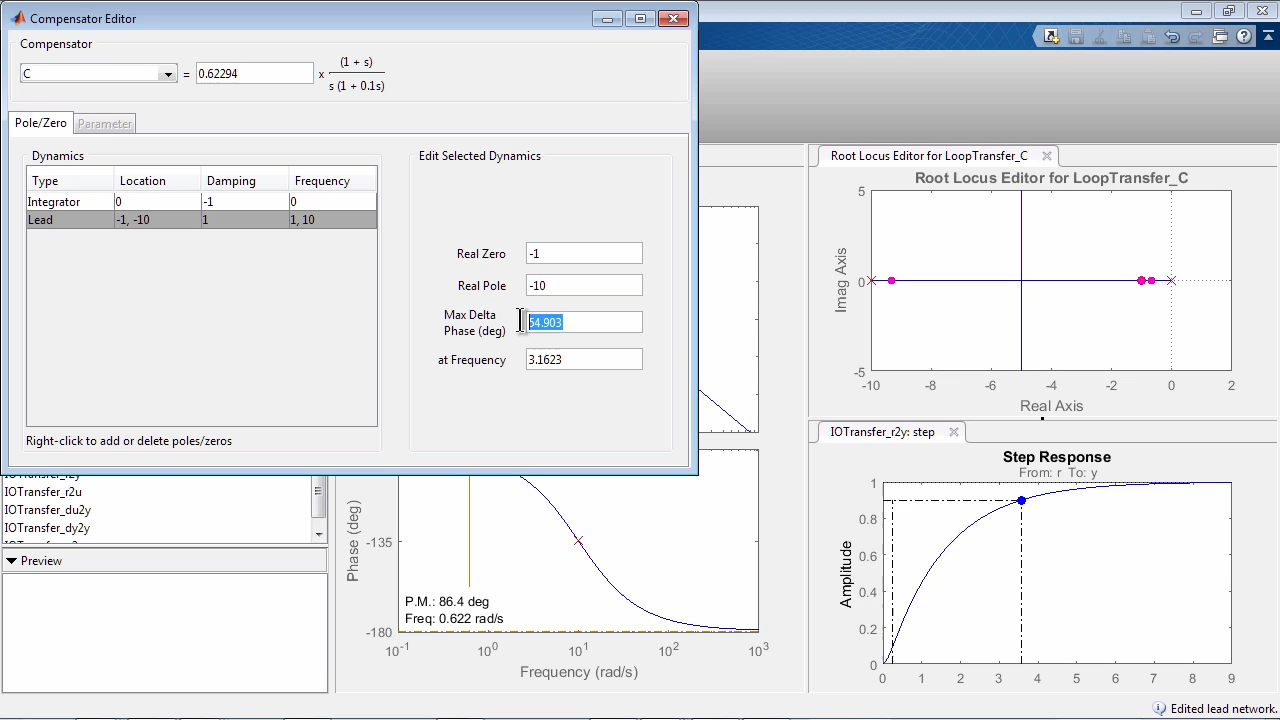 Compensator Editor
Compensator
C
=
0.62294
x
(1 + s)
s (1 + 0.1s)
Pole/Zero
Parameter
Dynamics
Type Location Damping Frequency
Integrator 0 -1 0
Lead -1, -10 1 1, 10
Right-click to add or delete poles/zeros
Edit Selected Dynamics
Real Zero -1
Real Pole -10
Max Delta
Phase (deg)
54.903
at Frequency 3.1623
IOTransfer_r2u
IOTransfer_du2y
IOTransfer_dy2y
Preview
Phase (deg)
-135
-180
P.M.: 86.4 deg
Freq: 0.622 rad/s
10-1 100 101 102 103
Frequency (rad/s)
Root Locus Editor for LoopTransfer_C
Root Locus Editor for LoopTransfer_C
Imag Axis
5
0
-5
-10 -8 -6 -4 -2 0 2
Real Axis
IOTransfer_r2y: step
Step Response
From: r To: y
Amplitude
1
0.8
0.6
0.4
0.2
0
0 1 2 3 4 5 6 7 8 9
Edited lead network.